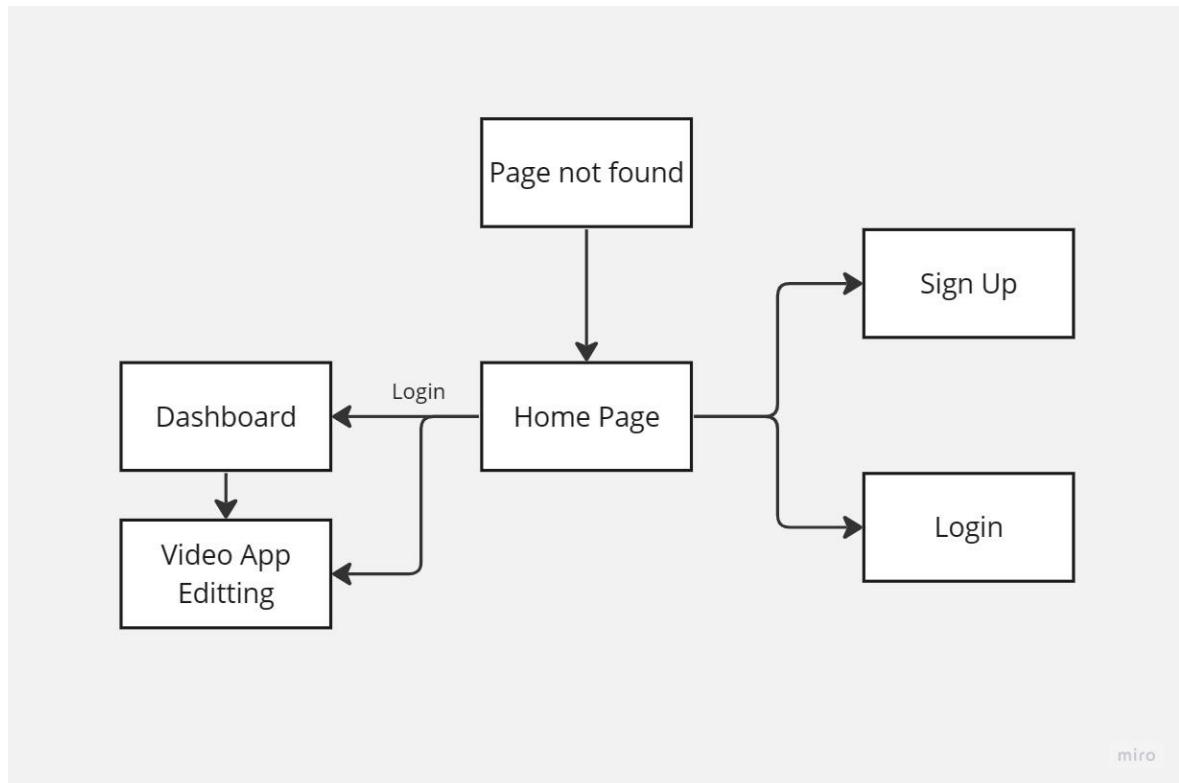 Page not found
Sign Up
Login
Dashboard
Home Page
Video App
Editting
Login
miro